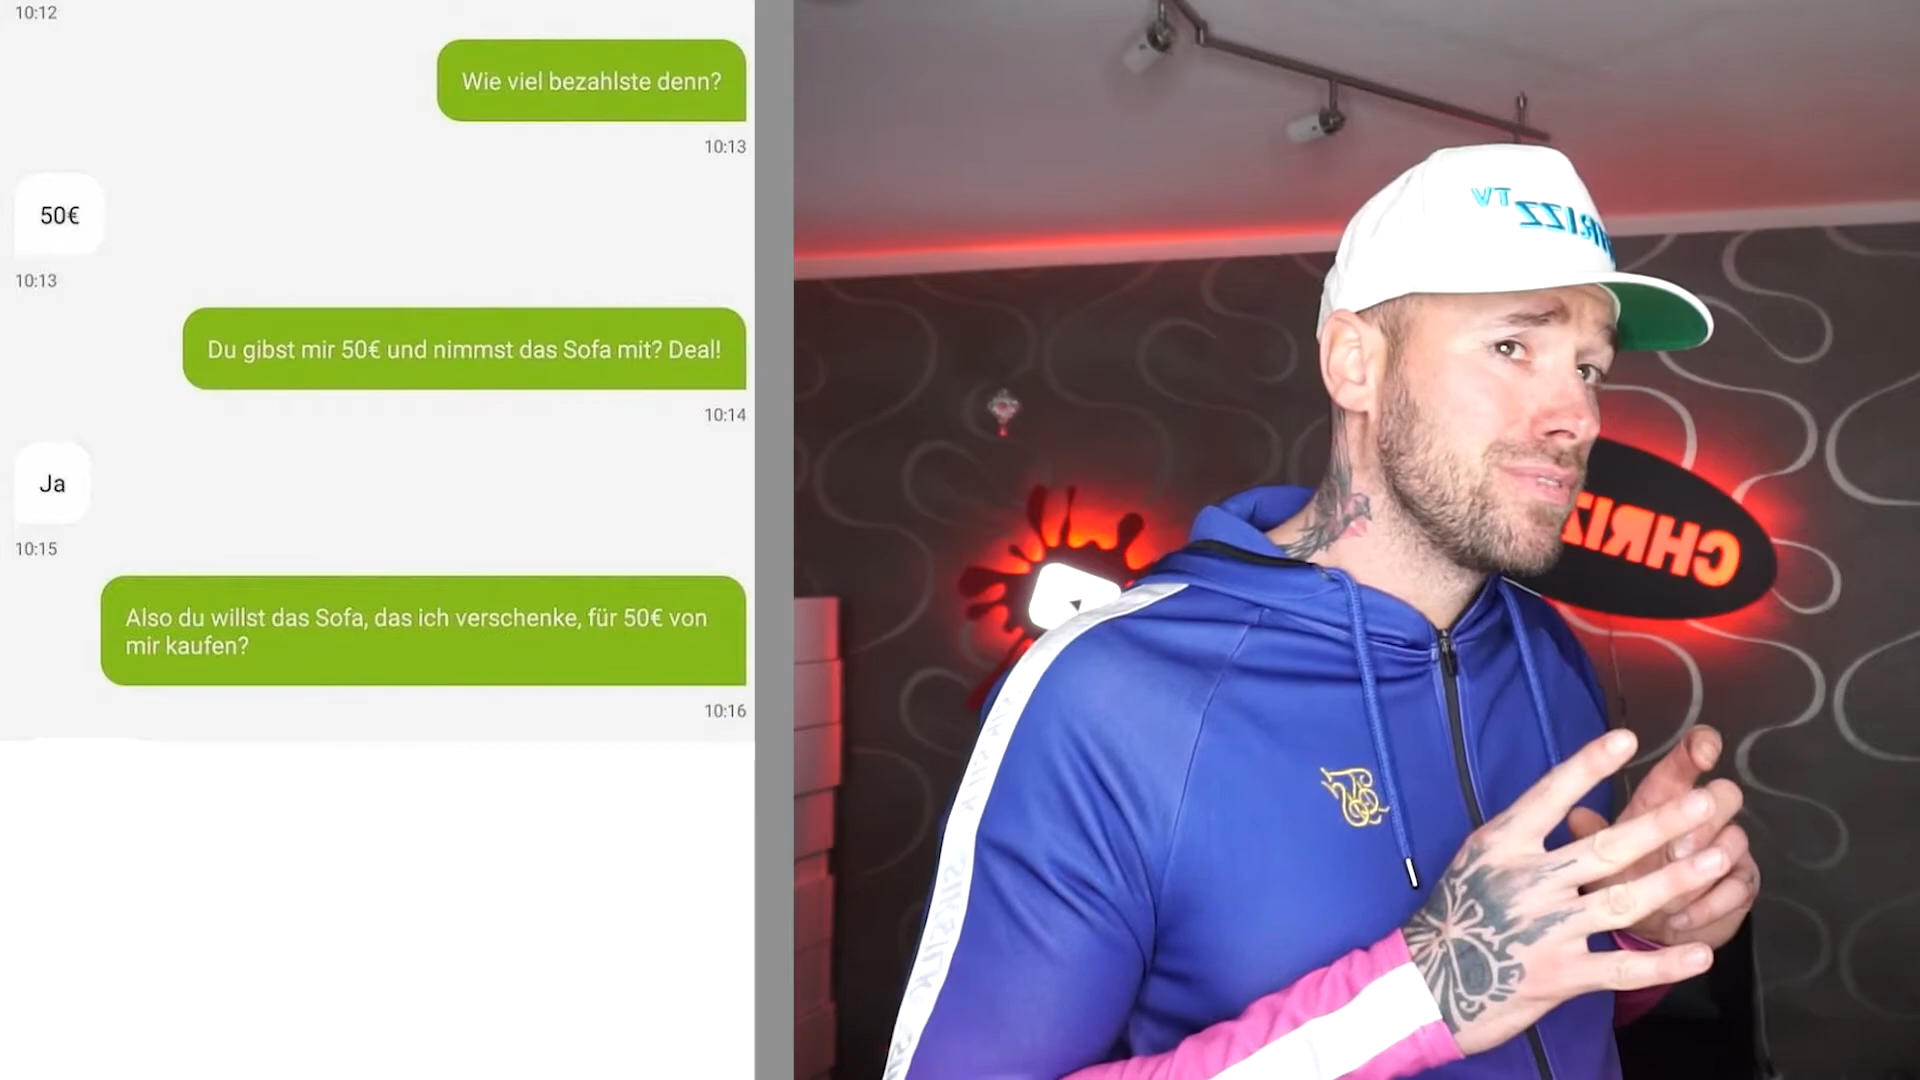 10:12
Wie viel bezahlste denn?
10:13
50€
10:13
Du gibst mir 50€ und nimmst das Sofa mit? Deal!
10:14
Ja
10:15
Also du willst das Sofa, das ich verschenke, für 50€ von
mir kaufen?
10:16
TV
CHRIZ